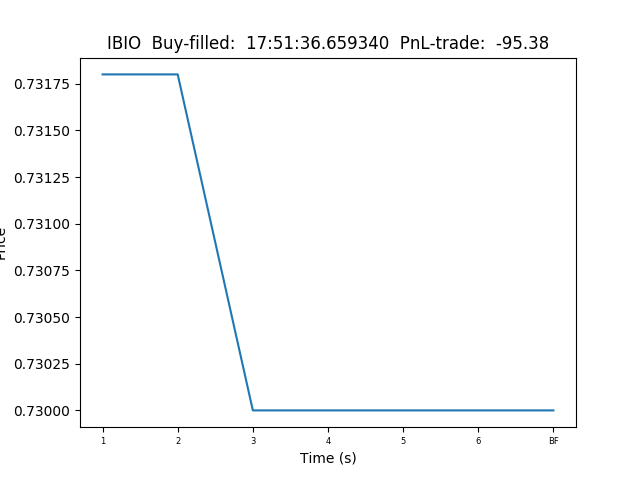 IBIO  Buy-filled:  17:51:36.659340  PnL-trade:  -95.38
0.73175
0.73150
0.73125
0.73100
0.73075
0.73050
0.73025
0.73000
Price
1 2 3 4 5 6 BF
Time (s)